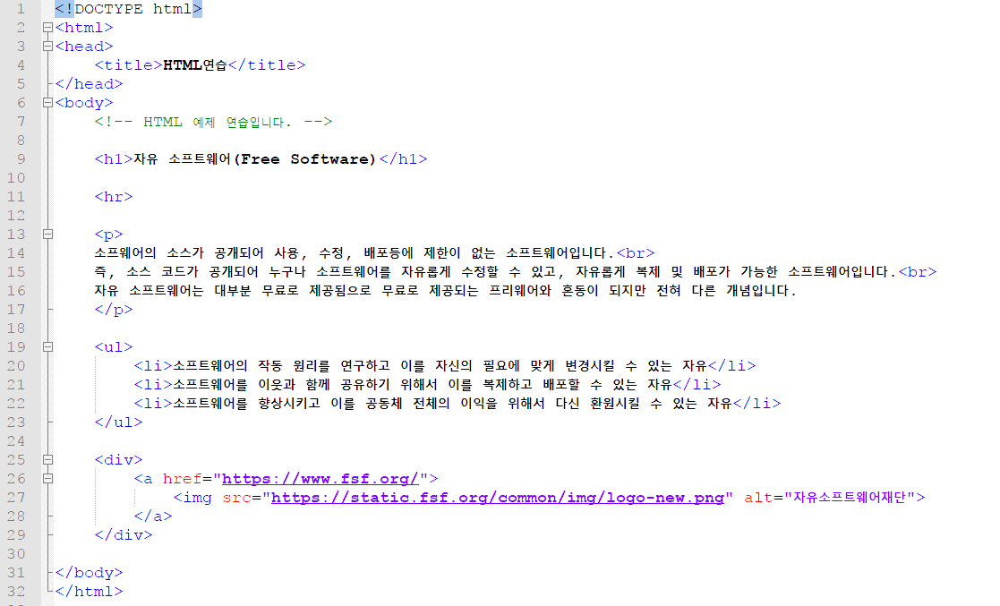 1 <!DOCTYPE html>
2 <html>
3 <head>
4 <title>HTML연습</title>
5 </head>
6 <body>
7 <!-- HTML 예제 연습입니다. -->
8
9 <h1>자유 소프트웨어(Free Software)</h1>
10
11 <hr>
12
13 <p>
14 소프웨어의 소스가 공개되어 사용, 수정, 배포등에 제한이 없는 소프트웨어입니다.<br>
15 즉, 소스 코드가 공개되어 누구나 소프트웨어를 자유롭게 수정할 수 있고, 자유롭게 복제 및 배포가 가능한 소프트웨어입니다.<br>
16 자유 소프트웨어는 대부분 무료로 제공됨으로 무료로 제공되는 프리웨어와 혼동이 되지만 전혀 다른 개념입니다.
17 </p>
18
19 <ul>
20 <li>소프트웨어의 작동 원리를 연구하고 이를 자신의 필요에 맞게 변경시킬 수 있는 자유</li>
21 <li>소프트웨어를 이웃과 함께 공유하기 위해서 이를 복제하고 배포할 수 있는 자유</li>
22 <li>소프트웨어를 향상시키고 이를 공동체 전체의 이익을 위해서 다신 환원시킬 수 있는 자유</li>
23 </ul>
24
25 <div>
26 <a href="https://www.fsf.org/">
27 <img src="https://static.fsf.org/common/img/logo-new.png" alt="자유소프트웨어재단">
28 </a>
29 </div>
30
31 </body>
32 </html>